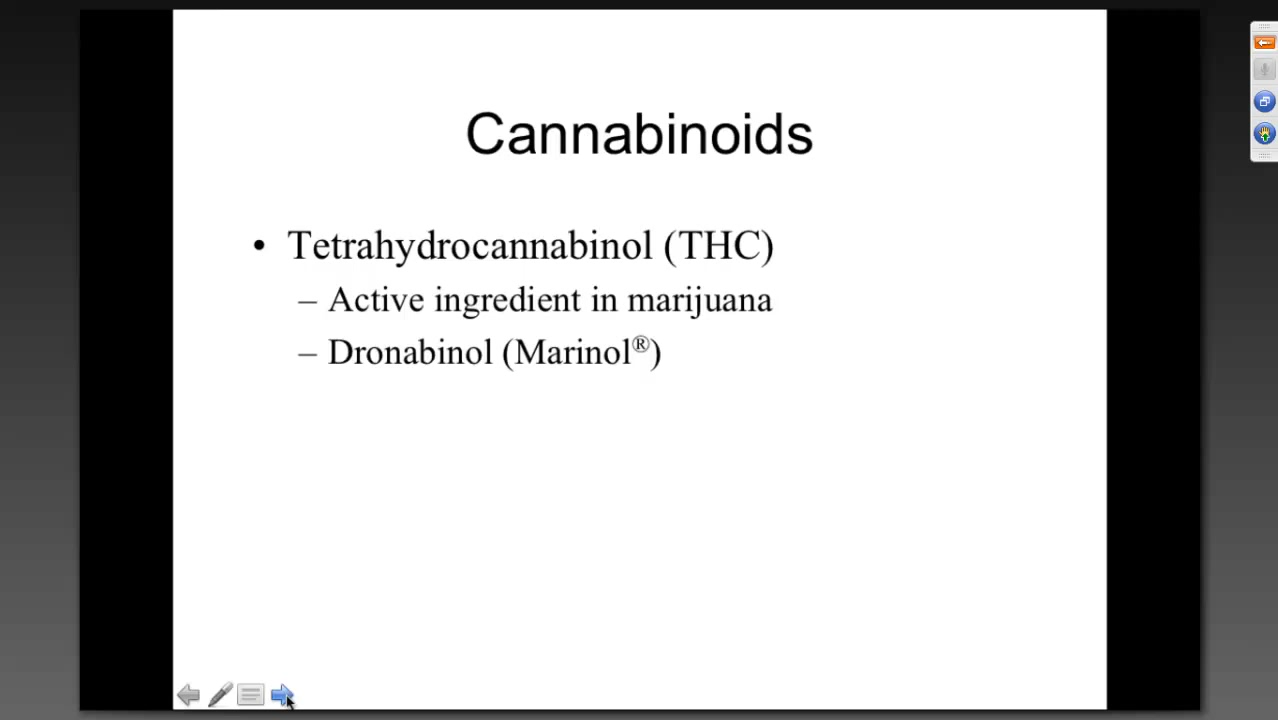 Cannabinoids
• Tetrahydrocannabinol (THC)
– Active ingredient in marijuana
– Dronabinol (Marinol®)